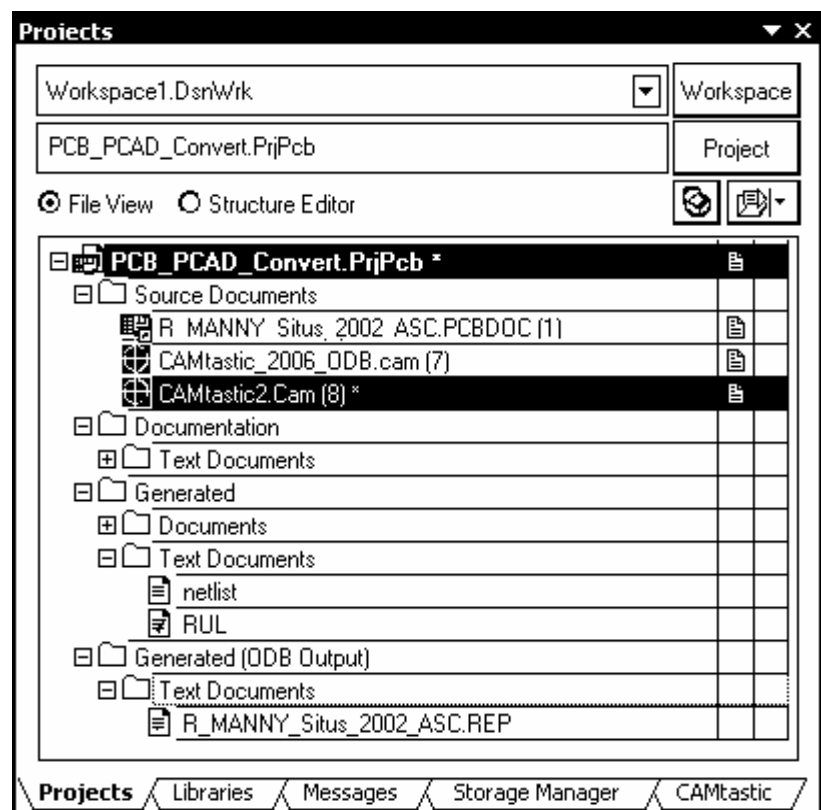 Projects
Workspace1.DsnWrk Workspace
PCB_PCAD_Convert.PrjPcb Project
File View Structure Editor
PCB_PCAD_Convert.PrjPcb *
Source Documents
R_MANNY_Situs_2002_ASC.PCBDOC (1)
CAMtastic_2006_ODB.cam (7)
CAMtastic2.Cam (8) *
Documentation
Text Documents
Generated
Documents
Text Documents
netlist
RUL
Generated (ODB Output)
Text Documents
R_MANNY_Situs_2002_ASC.REP
Projects Libraries Messages Storage Manager CAMtastic